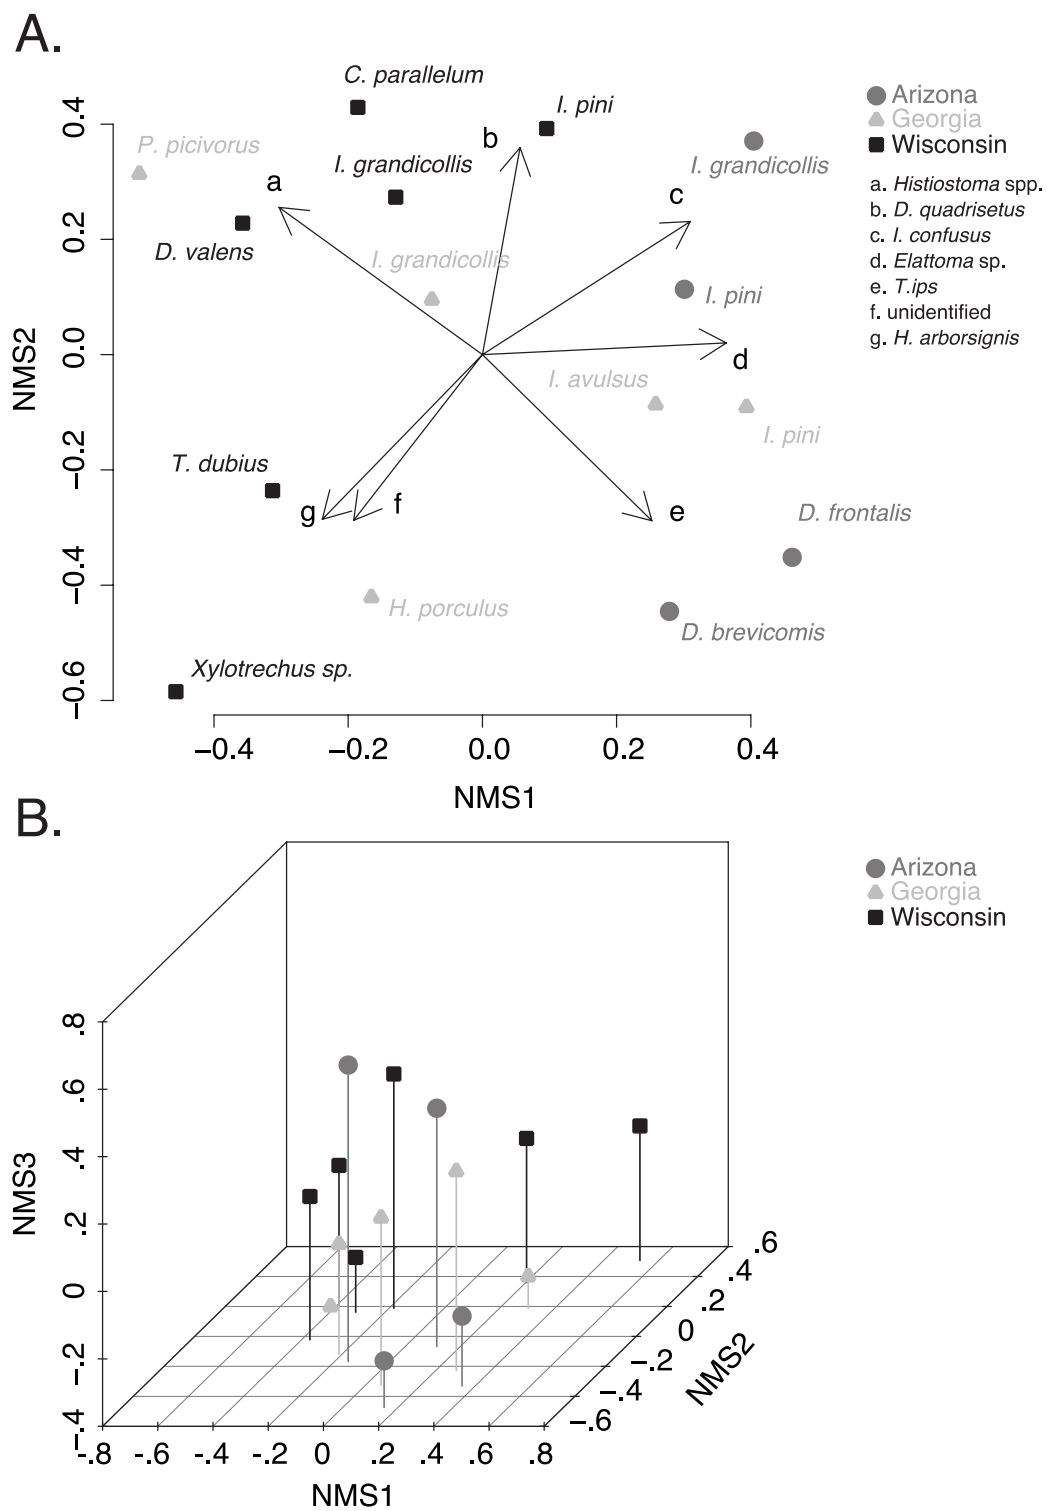 A.
C. parallelum
I. pini
Arizona
Georgia
Wisconsin
P. picivorus
b
I. grandicollis
I. grandicollis
a
c
a. Histiostoma spp.
b. D. quadrisetus
c. I. confusus
d. Elattoma sp.
e. T.ips
f. unidentified
g. H. arborsignis
D. valens
I. grandicollis
I. pini
d
I. avulsus
I. pini
T. dubius
g
f
e
D. frontalis
H. porculus
D. brevicomis
Xylotrechus sp.
0.4
0.2
0.0
−0.2
−0.4
−0.6
NMS2
−0.4
−0.2
0.0
0.2
0.4
NMS1
B.
Arizona
Georgia
Wisconsin
.8
.6
.4
.2
0
-.2
-.4
NMS3
-.8
-.6
-.4
-.2
0
.2
.4
.6
.8
NMS1
.6
.4
.2
0
−.2
−.4
−.6
NMS2